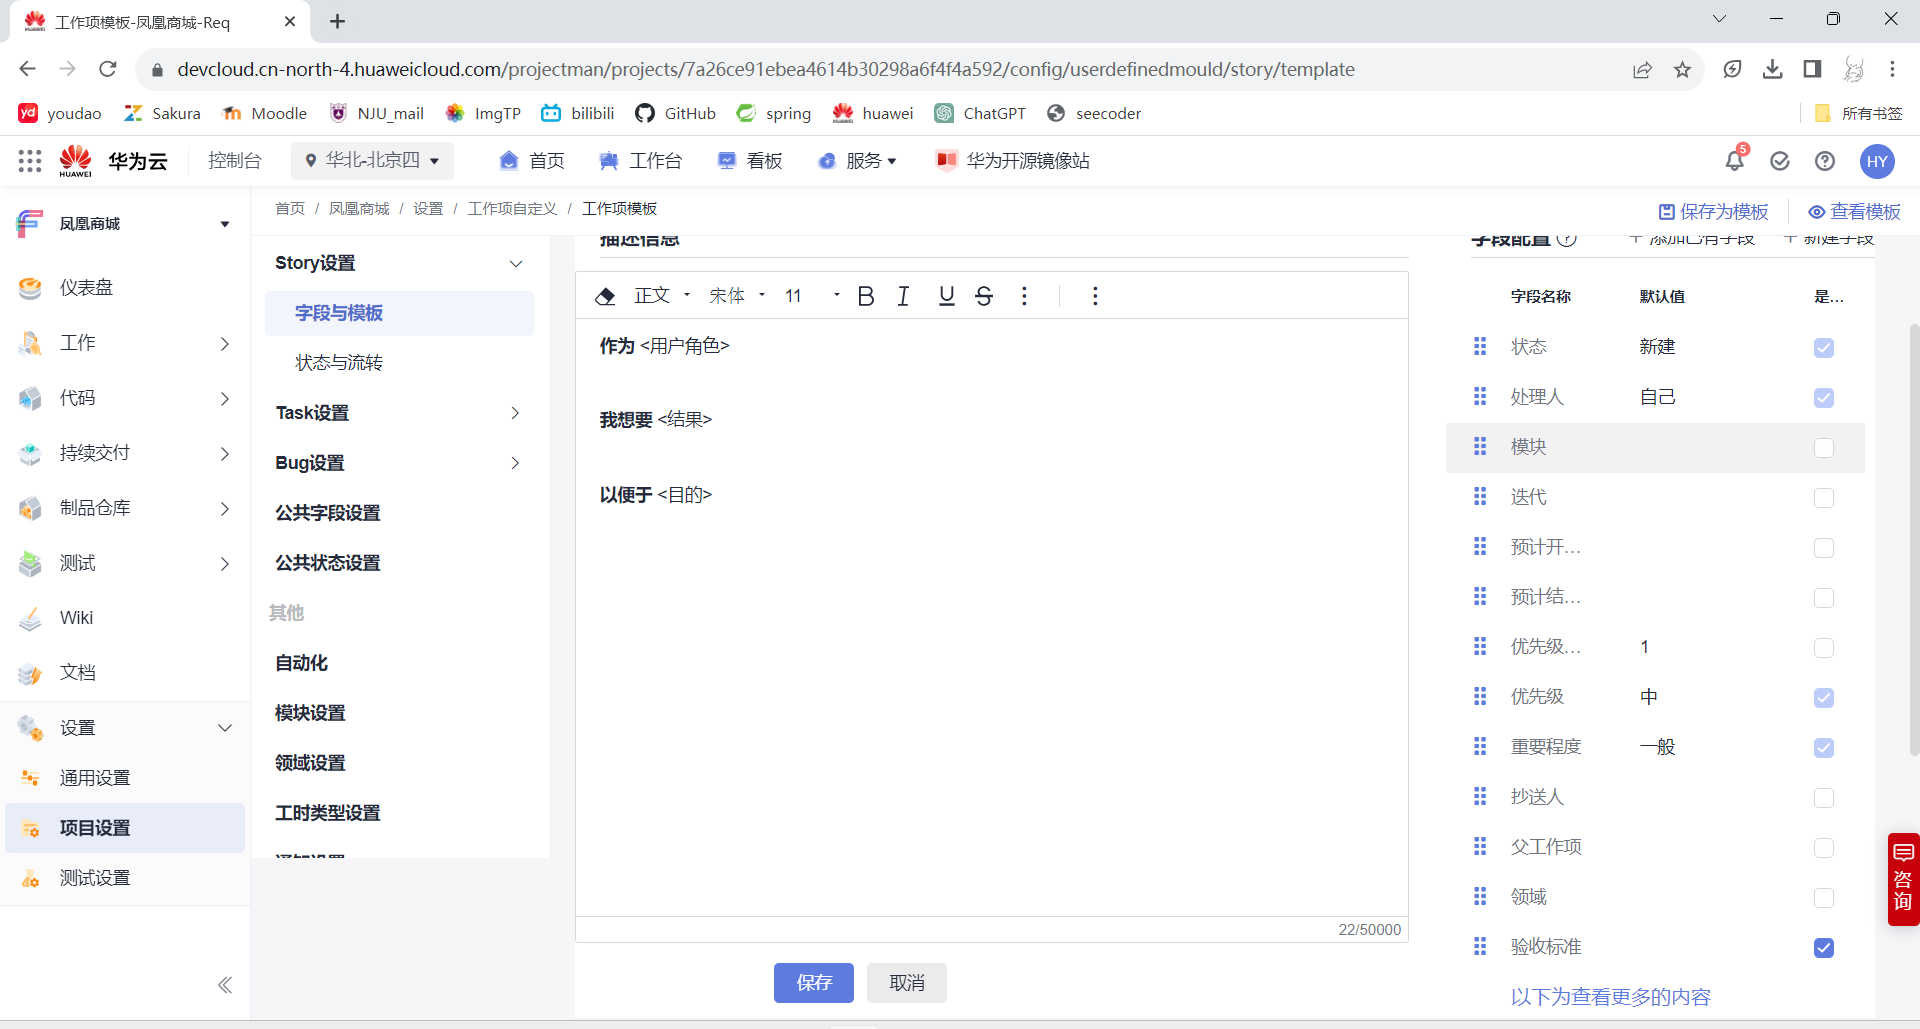 工作项模板-凤凰商城-Req
devcloud.cn-north-4.huaweicloud.com/projectman/projects/7a26ce91ebea4614b30298a6f4f4a592/config/userdefinedmould/story/template
yd youdao Sakura Moodle NJU_mail ImgTP bilibili GitHub spring huawei ChatGPT seecoder 所有书签
HUAWEI 华为云 控制台 华北-北京四 首页 工作台 看板 服务 华为开源镜像站 5 HY
凤凰商城
仪表盘
工作
代码
持续交付
制品仓库
测试
Wiki
文档
设置
通用设置
项目设置
测试设置
首页 / 凤凰商城 / 设置 / 工作项自定义 / 工作项模板
保存为模板 查看模板
Story设置
字段与模板
状态与流转
Task设置
Bug设置
公共字段设置
公共状态设置
其他
自动化
模块设置
领域设置
工时类型设置
通知设置
描述信息
正文 宋体 11 B I U S
作为 <用户角色>
我想要 <结果>
以便于 <目的>
22/50000
保存 取消
字段配置 ? + 添加已有字段 + 新建字段
字段名称 默认值 是...
状态 新建
处理人 自己
模块
迭代
预计开...
预计结...
优先级... 1
优先级 中
重要程度 一般
抄送人
父工作项
领域
验收标准
以下为查看更多的内容
咨询